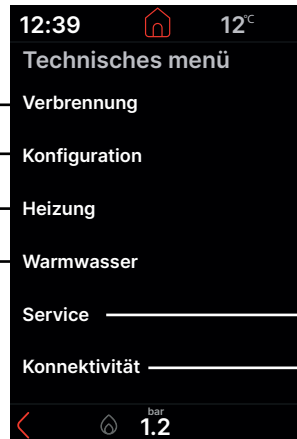 12:39 12°C
Technisches menü
Verbrennung
Konfiguration
Heizung
Warmwasser
Service
Konnektivität
bar
1.2